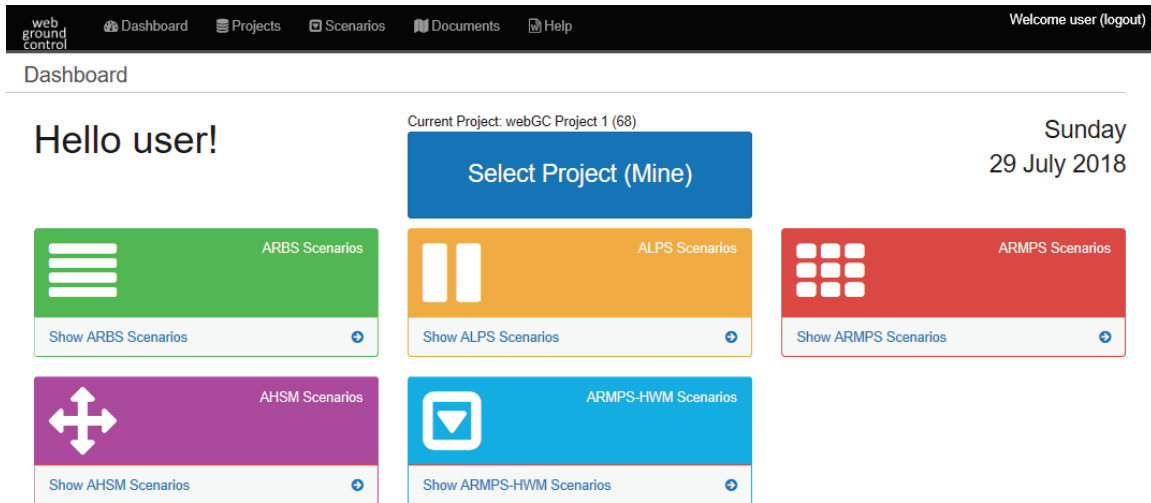 web ground control
Dashboard Projects Scenarios Documents Help
Welcome user (logout)
Dashboard
Hello user!
Current Project: webGC Project 1 (68)
Select Project (Mine)
Sunday
29 July 2018
ARBS Scenarios
Show ARBS Scenarios
ALPS Scenarios
Show ALPS Scenarios
ARMPS Scenarios
Show ARMPS Scenarios
AHSM Scenarios
Show AHSM Scenarios
ARMPS-HWM Scenarios
Show ARMPS-HWM Scenarios